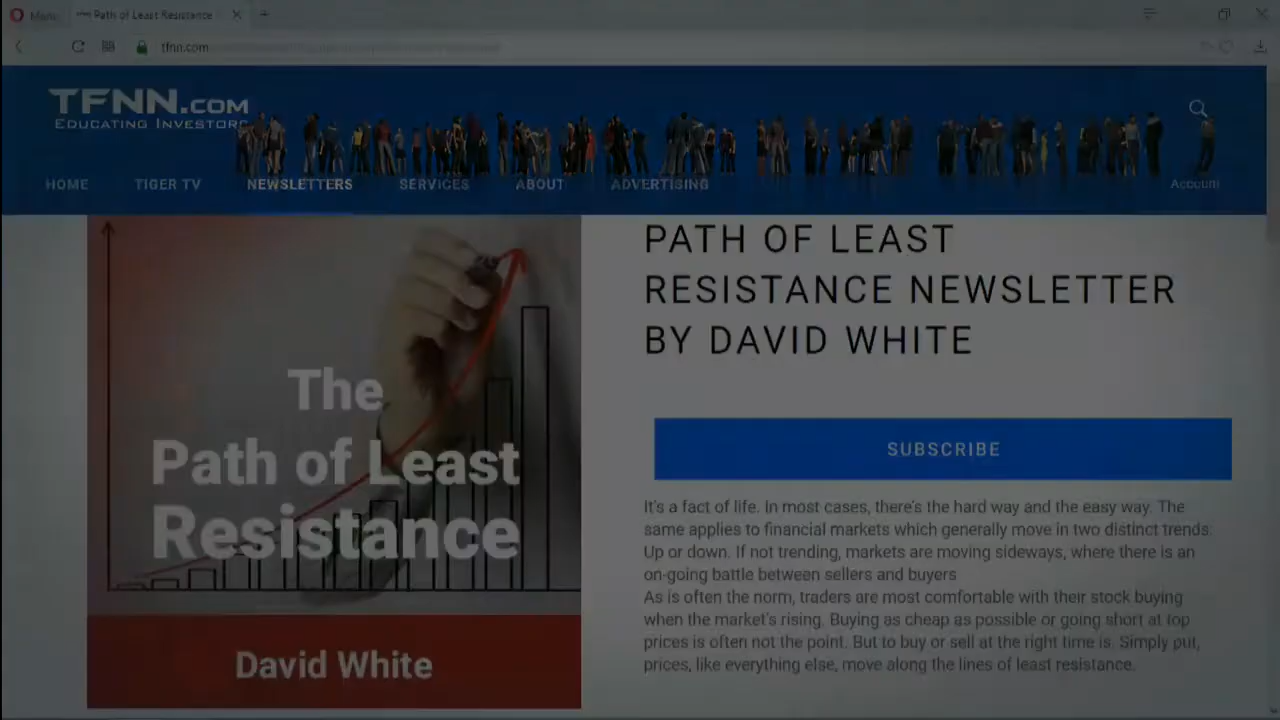 Menu
Path of Least Resistance
tfnn.com
TFNN.COM
EDUCATING INVESTORS
HOME TIGER TV NEWSLETTERS SERVICES ABOUT ADVERTISING Account
The
Path of Least
Resistance
David White
PATH OF LEAST
RESISTANCE NEWSLETTER
BY DAVID WHITE
SUBSCRIBE
It's a fact of life. In most cases, there's the hard way and the easy way. The
same applies to financial markets which generally move in two distinct trends.
Up or down. If not trending, markets are moving sideways, where there is an
on-going battle between sellers and buyers
As is often the norm, traders are most comfortable with their stock buying
when the market's rising. Buying as cheap as possible or going short at top
prices is often not the point. But to buy or sell at the right time is. Simply put,
prices, like everything else, move along the lines of least resistance.